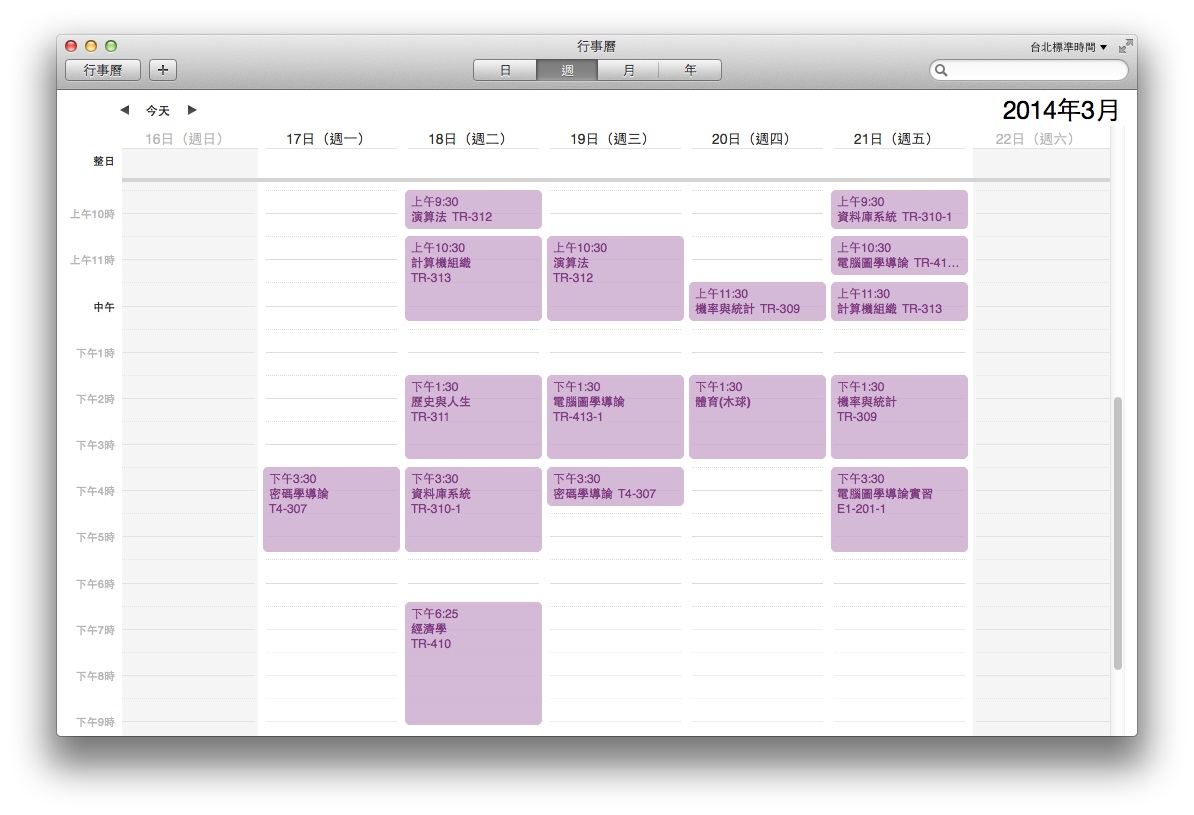 行事曆
台北標準時間
行事曆
+
日
週
月
年
今天
2014年3月
16日（週日）
17日（週一）
18日（週二）
19日（週三）
20日（週四）
21日（週五）
22日（週六）
整日
上午10時
上午11時
中午
下午1時
下午2時
下午3時
下午4時
下午5時
下午6時
下午7時
下午8時
下午9時
下午3:30
密碼學導論
T4-307
上午9:30
演算法 TR-312
上午10:30
計算機組織
TR-313
下午1:30
歷史與人生
TR-311
下午3:30
資料庫系統
TR-310-1
下午6:25
經濟學
TR-410
上午10:30
演算法
TR-312
下午1:30
電腦圖學導論
TR-413-1
下午3:30
密碼學導論 T4-307
上午11:30
機率與統計 TR-309
下午1:30
體育(木球)
上午9:30
資料庫系統 TR-310-1
上午10:30
電腦圖學導論 TR-41…
上午11:30
計算機組織 TR-313
下午1:30
機率與統計
TR-309
下午3:30
電腦圖學導論實習
E1-201-1